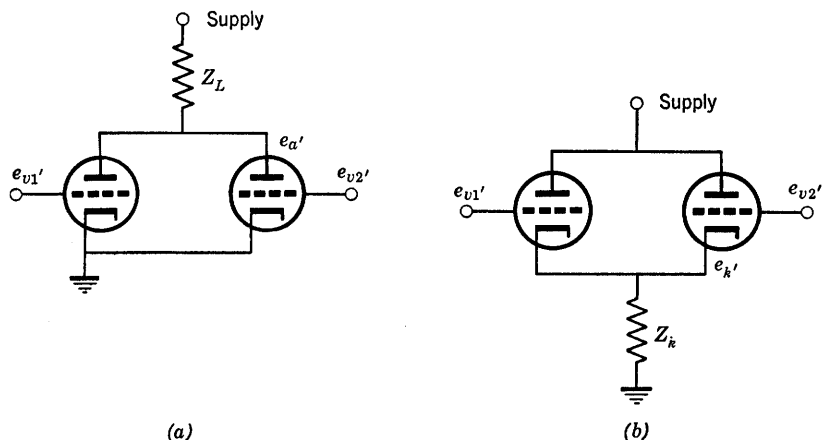 Supply
Z_L
e_v1'
e_a'
e_v2'
(a)
Supply
e_v1'
e_v2'
e_k'
Z_k
(b)